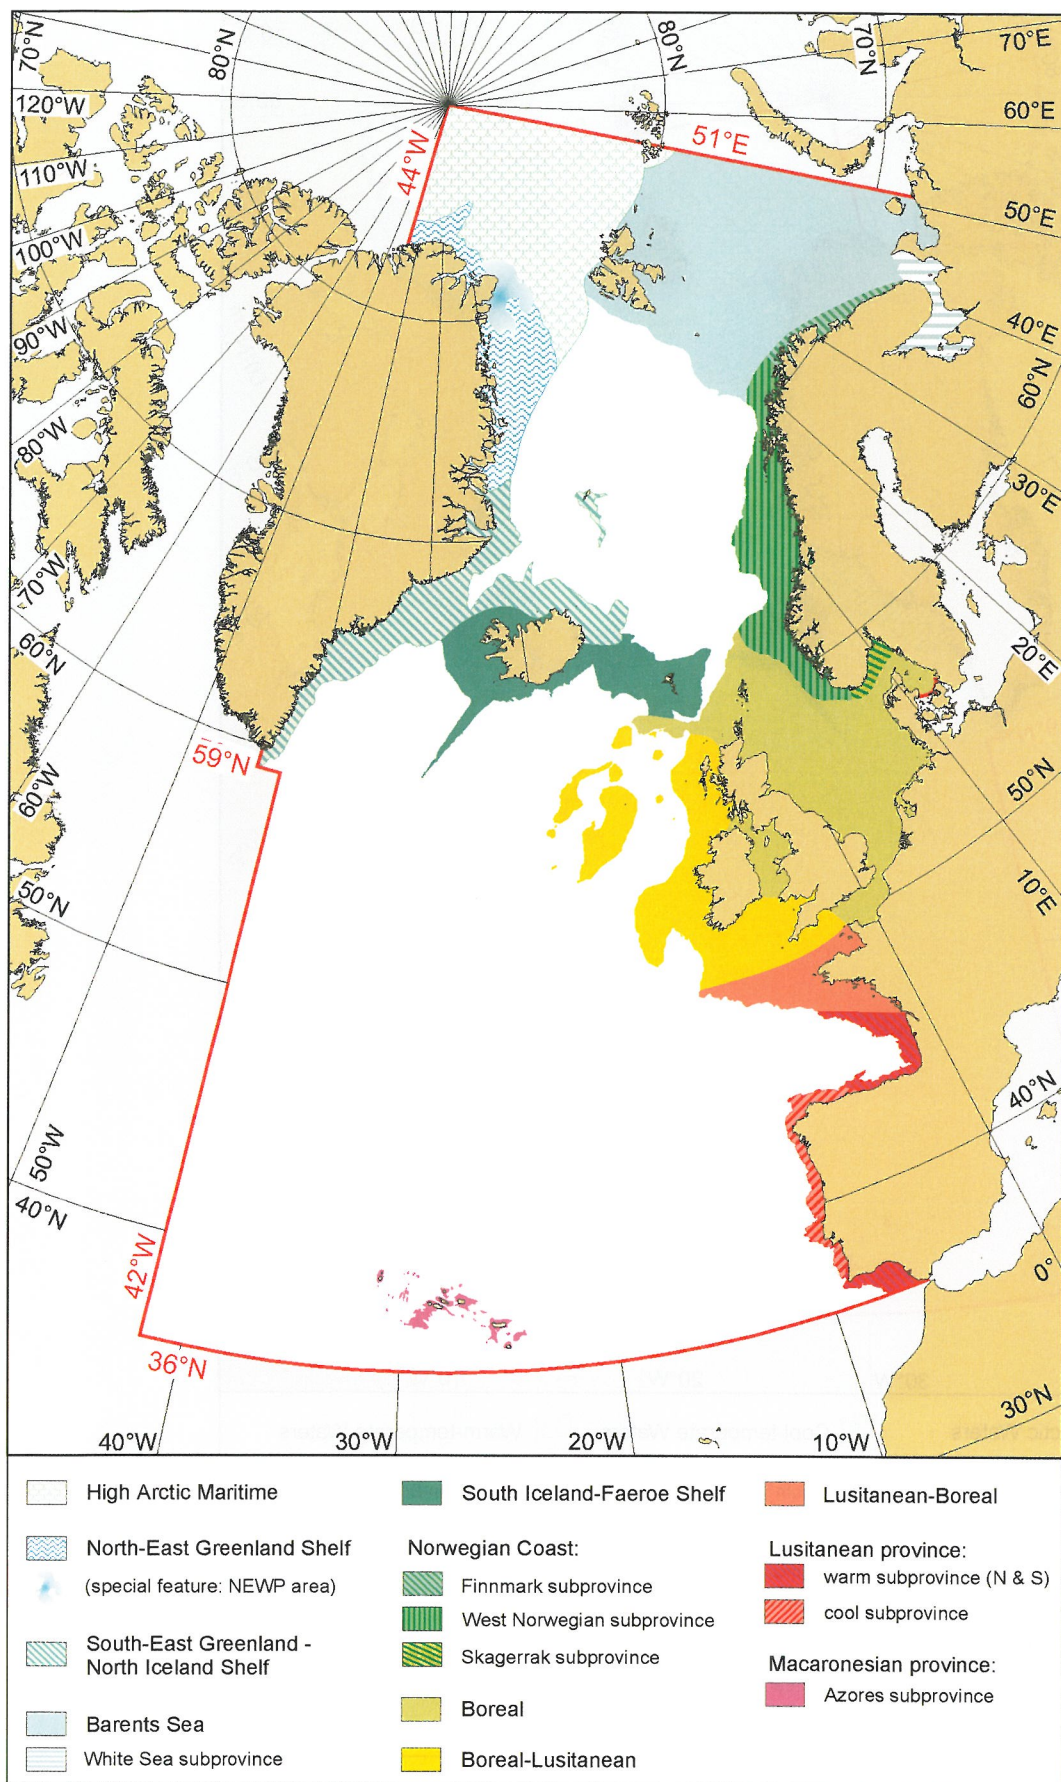 70°N
80°N
80°N
70°N
70°E
120°W
60°E
51°E
44°W
110°W
50°E
100°W
90°W
40°E
60°N
80°W
30°E
70°W
60°N
20°E
59°N
60°W
50°N
50°N
10°E
40°N
50°W
40°N
42°W
0°
36°N
30°N
40°W
30°W
20°W
10°W
High Arctic Maritime
North-East Greenland Shelf
(special feature: NEWP area)
South-East Greenland -
North Iceland Shelf
Barents Sea
White Sea subprovince
South Iceland-Faeroe Shelf
Norwegian Coast:
Finnmark subprovince
West Norwegian subprovince
Skagerrak subprovince
Boreal
Boreal-Lusitanean
Lusitanean-Boreal
Lusitanean province:
warm subprovince (N & S)
cool subprovince
Macaronesian province:
Azores subprovince